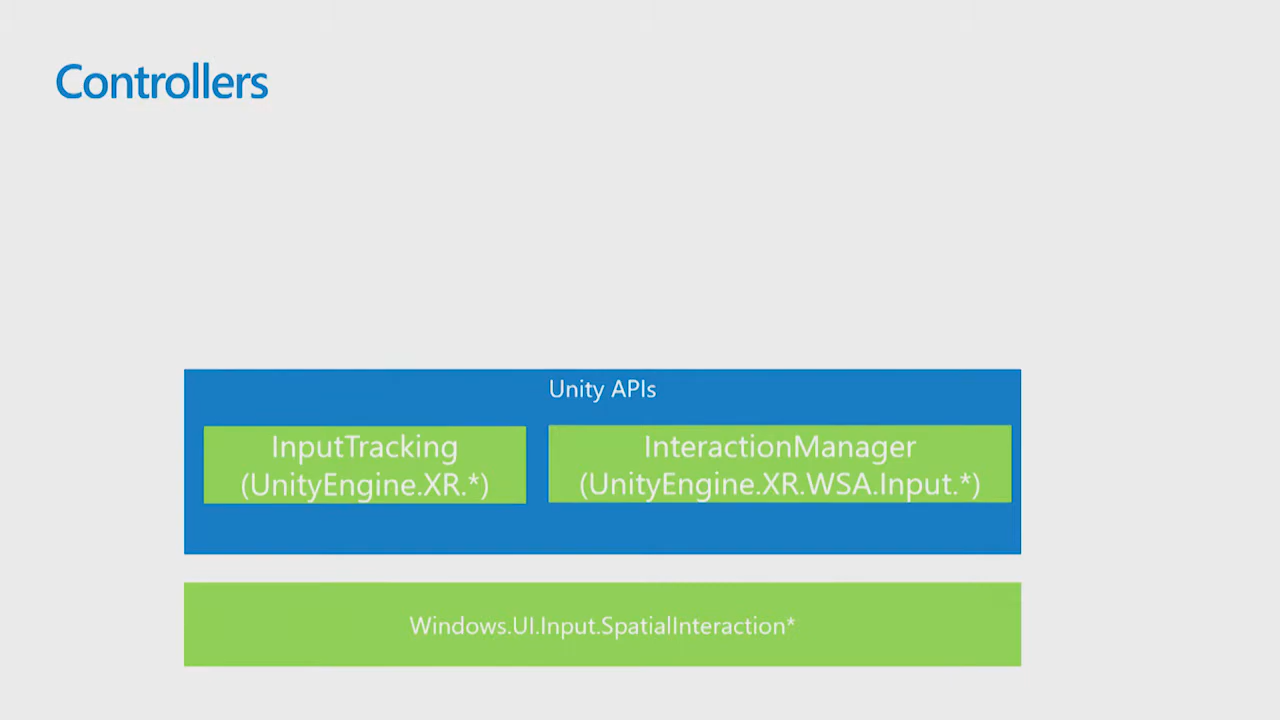 Controllers
Unity APIs
InputTracking
(UnityEngine.XR.*)
InteractionManager
(UnityEngine.XR.WSA.Input.*)
Windows.UI.Input.SpatialInteraction*